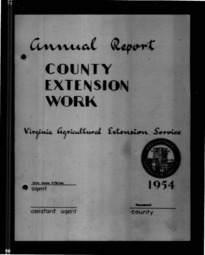 Annual Report
COUNTY
EXTENSION
WORK
Virginia Agricultural Extension Service
agent
1954
assistant agent
county